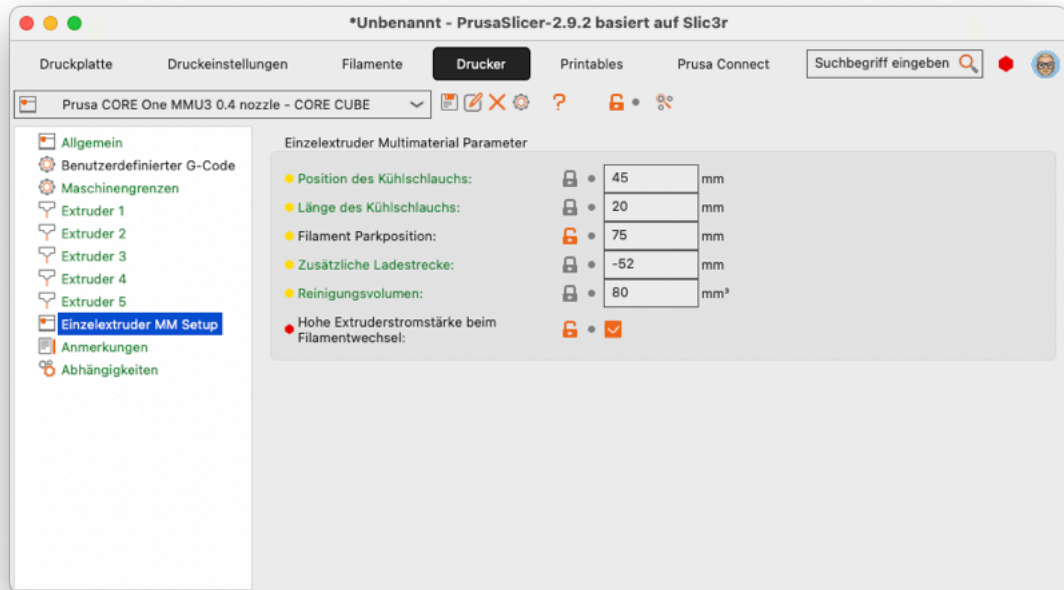 *Unbenannt - PrusaSlicer-2.9.2 basiert auf Slic3r
Druckplatte Druckeinstellungen Filamente Drucker Printables Prusa Connect Suchbegriff eingeben
Prusa CORE One MMU3 0.4 nozzle - CORE CUBE ?
Allgemein
Benutzerdefinierter G-Code
Maschinengrenzen
Extruder 1
Extruder 2
Extruder 3
Extruder 4
Extruder 5
Einzelextruder MM Setup
Anmerkungen
Abhängigkeiten
Einzelextruder Multimaterial Parameter
Position des Kühlschlauchs: 45 mm
Länge des Kühlschlauchs: 20 mm
Filament Parkposition: 75 mm
Zusätzliche Ladestrecke: -52 mm
Reinigungsvolumen: 80 mm³
Hohe Extruderstromstärke beim
Filamentwechsel: